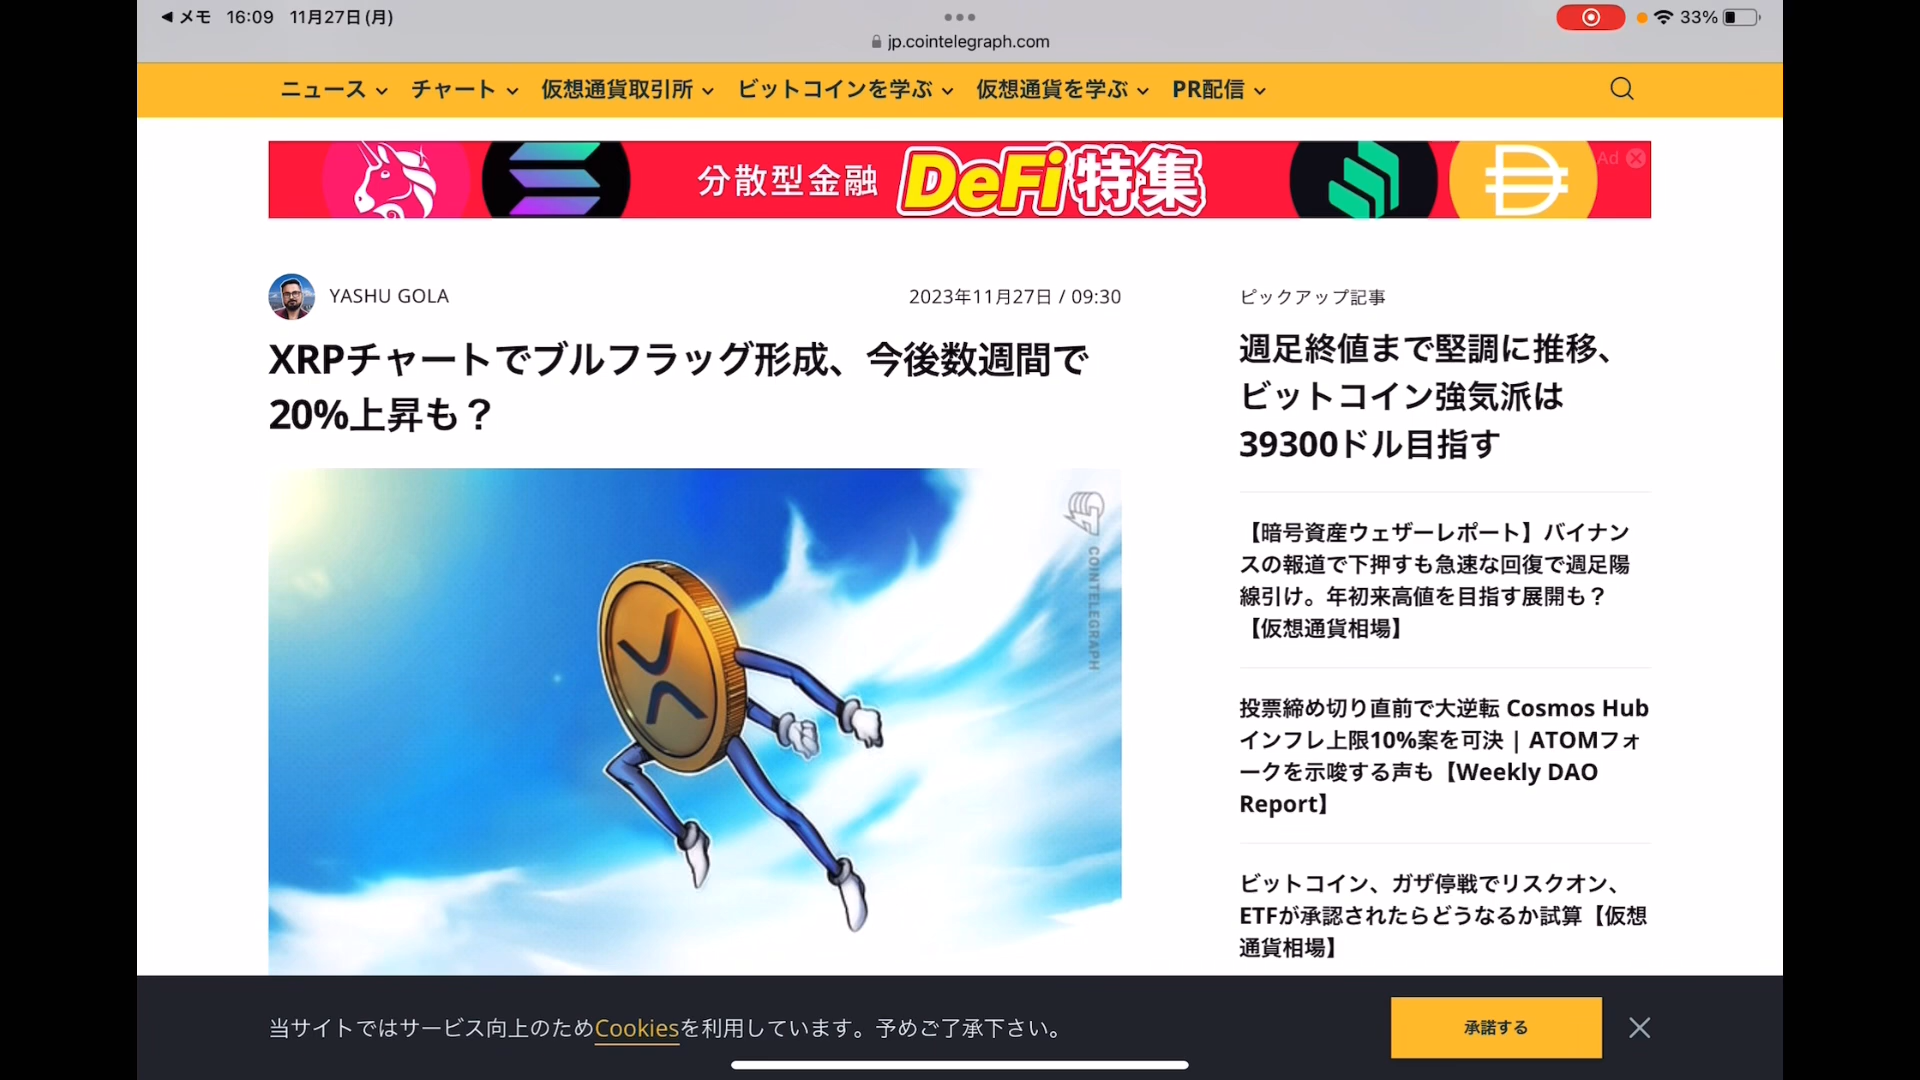 メモ 16:09 11月27日(月)
33%
jp.cointelegraph.com
ニュース チャート 仮想通貨取引所 ビットコインを学ぶ 仮想通貨を学ぶ PR配信
分散型金融 DeFi特集
Ad
YASHU GOLA
2023年11月27日 / 09:30
XRPチャートでブルフラッグ形成、今後数週間で
20%上昇も？
COINTELEGRAPH
ピックアップ記事
週足終値まで堅調に推移、
ビットコイン強気派は
39300ドル目指す
【暗号資産ウェザーレポート】バイナン
スの報道で下押すも急速な回復で週足陽
線引け。年初来高値を目指す展開も？
【仮想通貨相場】
投票締め切り直前で大逆転 Cosmos Hub
インフレ上限10%案を可決 | ATOMフォ
ークを示唆する声も【Weekly DAO
Report】
ビットコイン、ガザ停戦でリスクオン、
ETFが承認されたらどうなるか試算【仮想
通貨相場】
当サイトではサービス向上のためCookiesを利用しています。予めご了承下さい。
承諾する